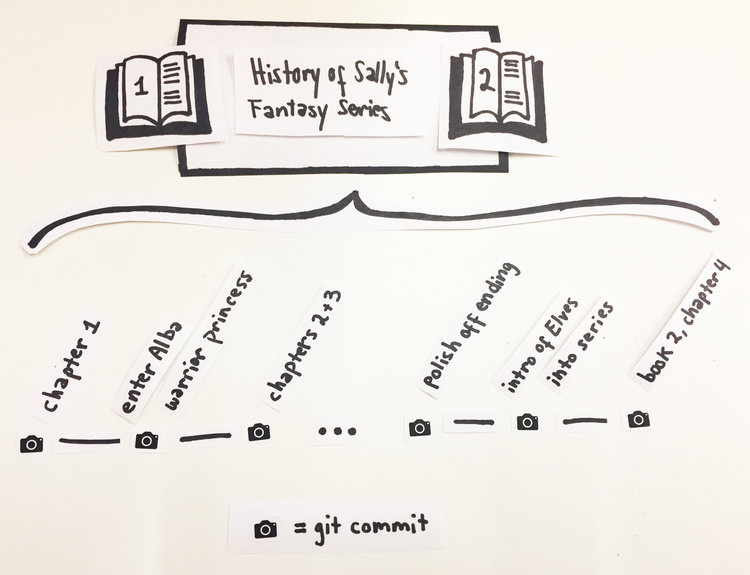 1
History of Sally's
Fantasy Series
2
chapter 1
enter Alba
warrior princess
chapters 2+3
...
polish off ending
intro of Elves
into series
book 2, chapter 4
= git commit